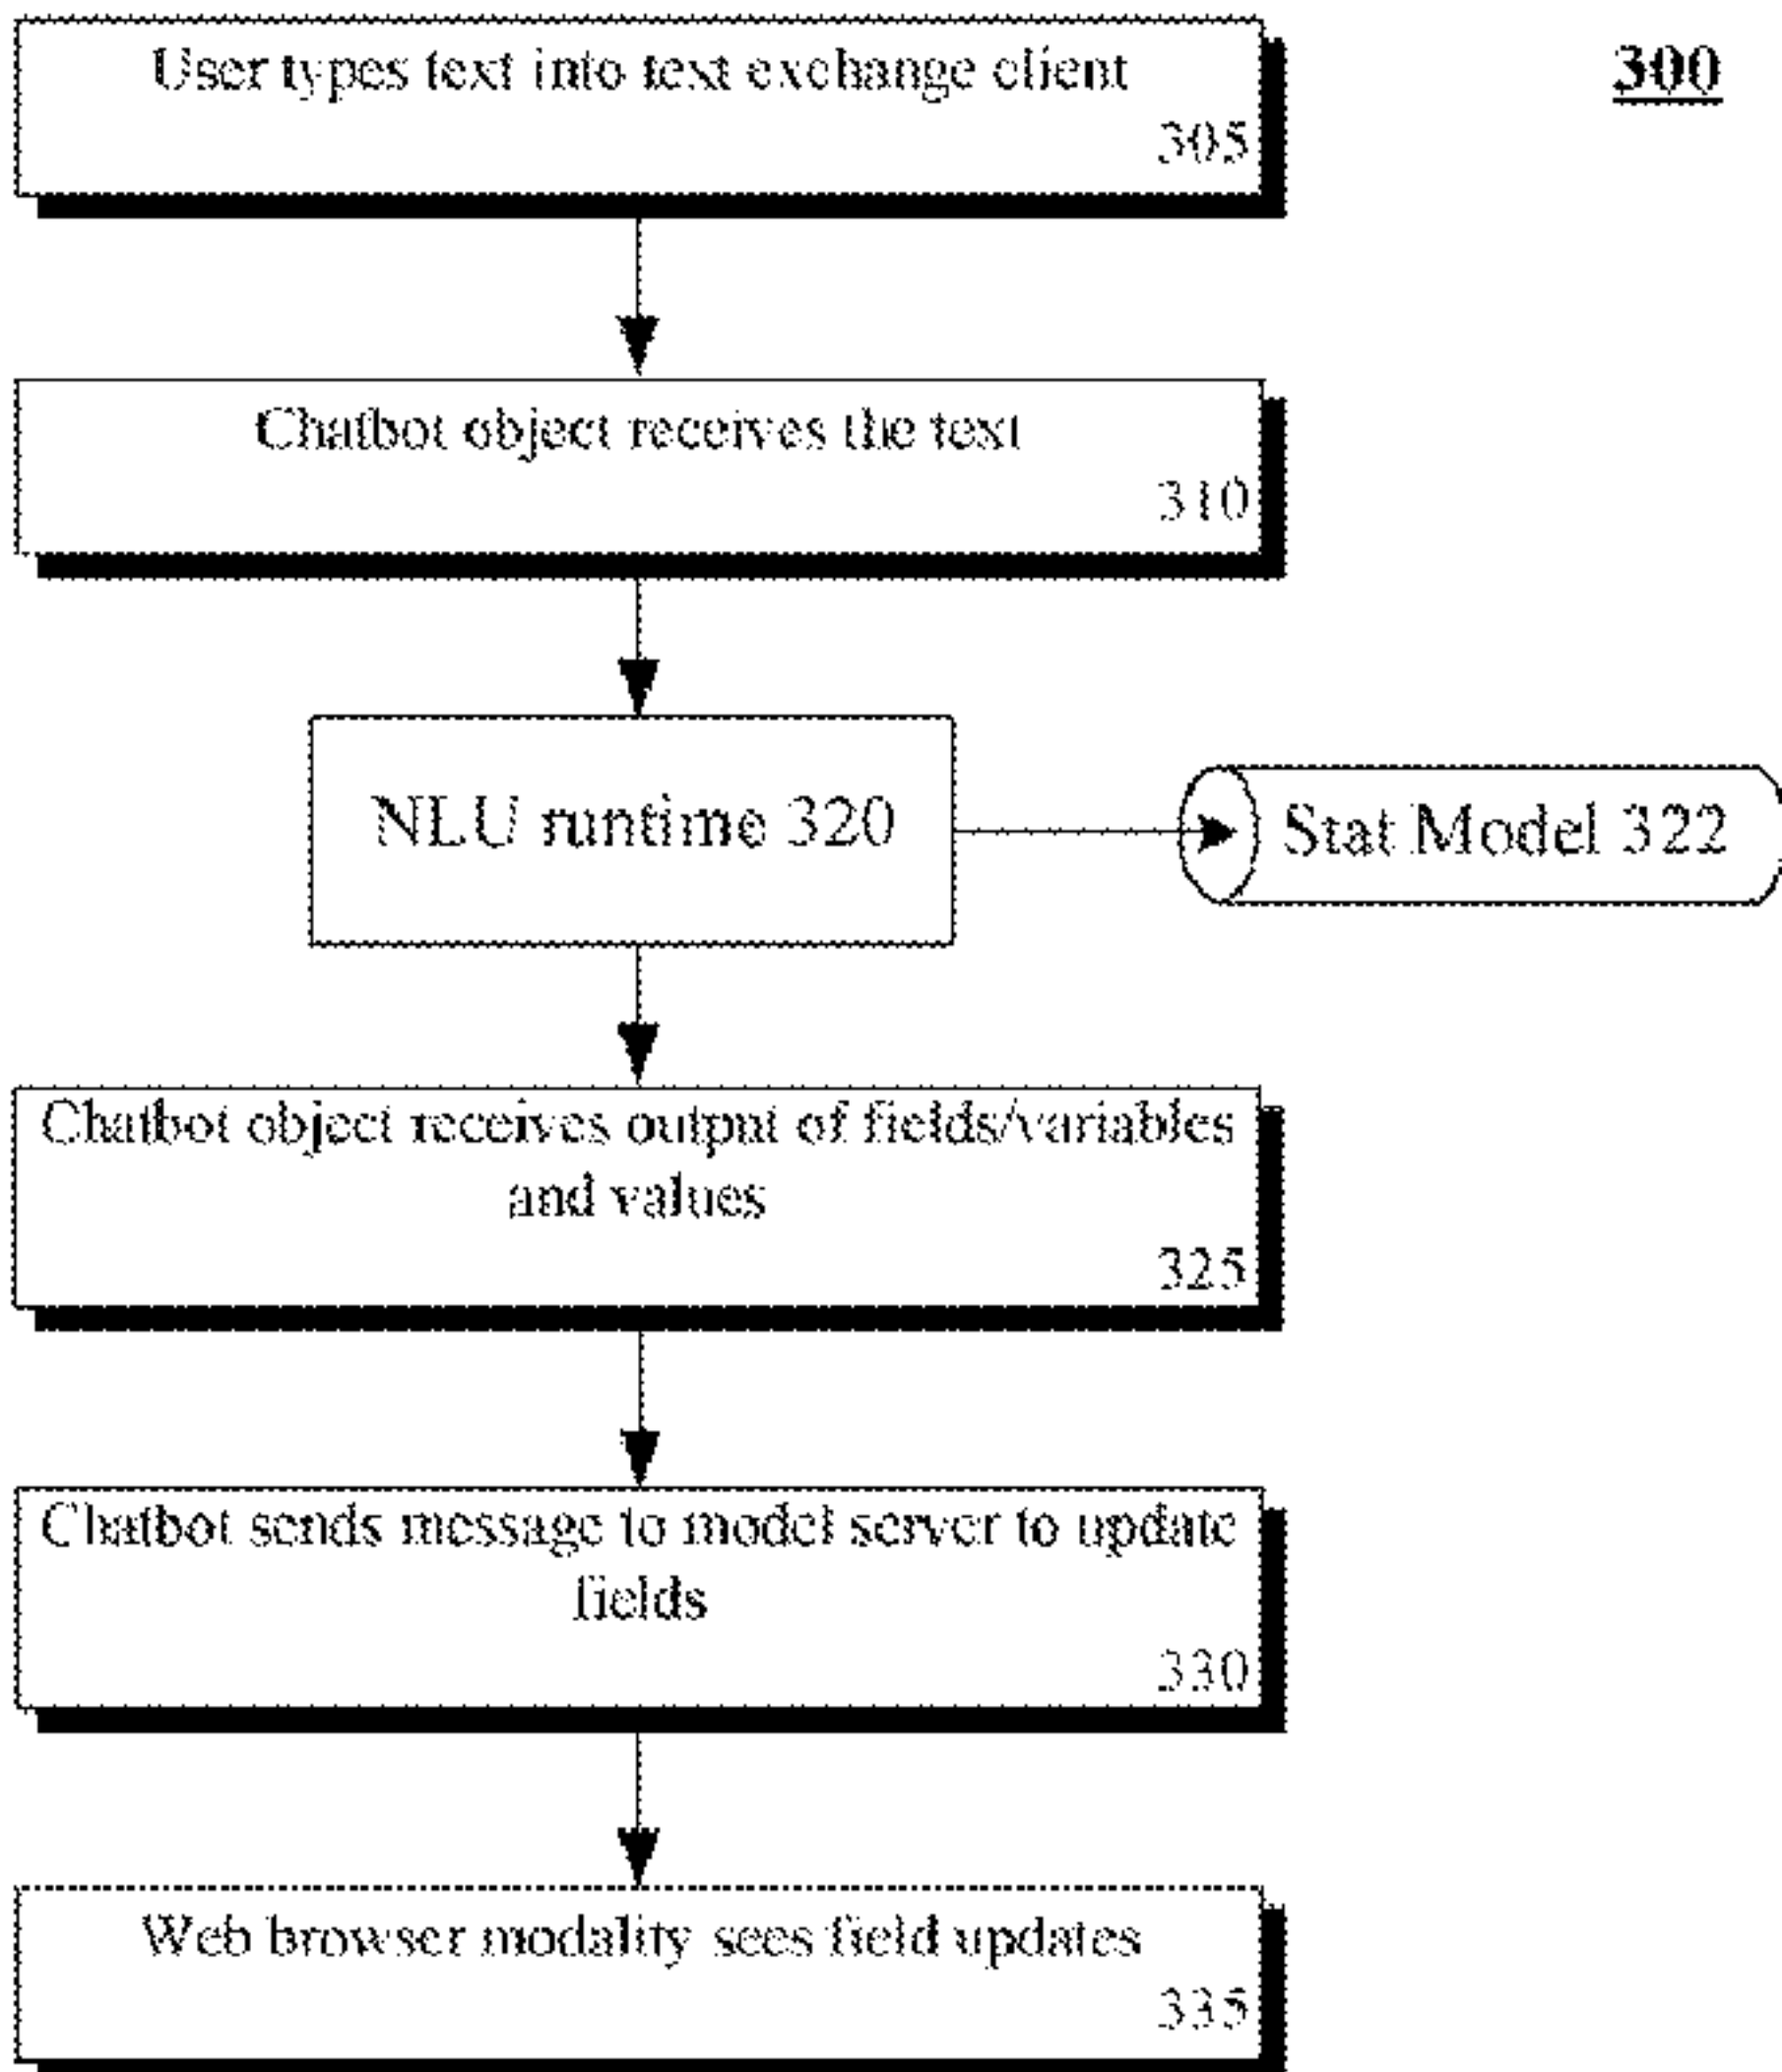 300
User types text into text exchange client
305
Chatbot object receives the text
310
NLU runtime 320
Stat Model 322
Chatbot object receives output of fields/variables
and values
325
Chatbot sends message to model server to update
fields
330
Web browser modality sees field updates
335